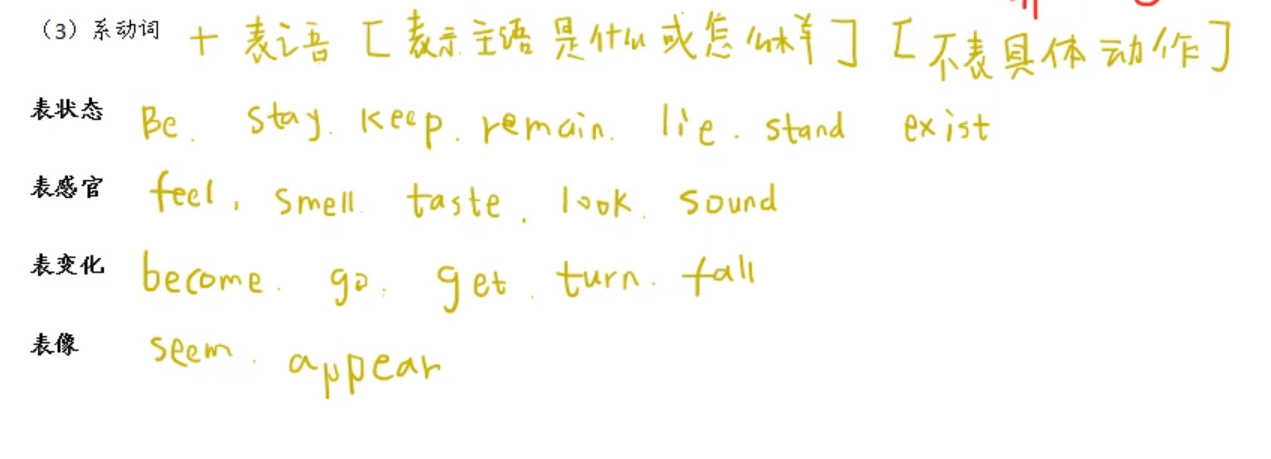 （3）系动词 + 表语 [表示主语是什么或怎么样] [不表具体动作]
表状态 Be. stay. keep. remain. lie. stand exist
表感官 feel, smell. taste. look. sound
表变化 become. go. get. turn. fall
表像 seem. appear